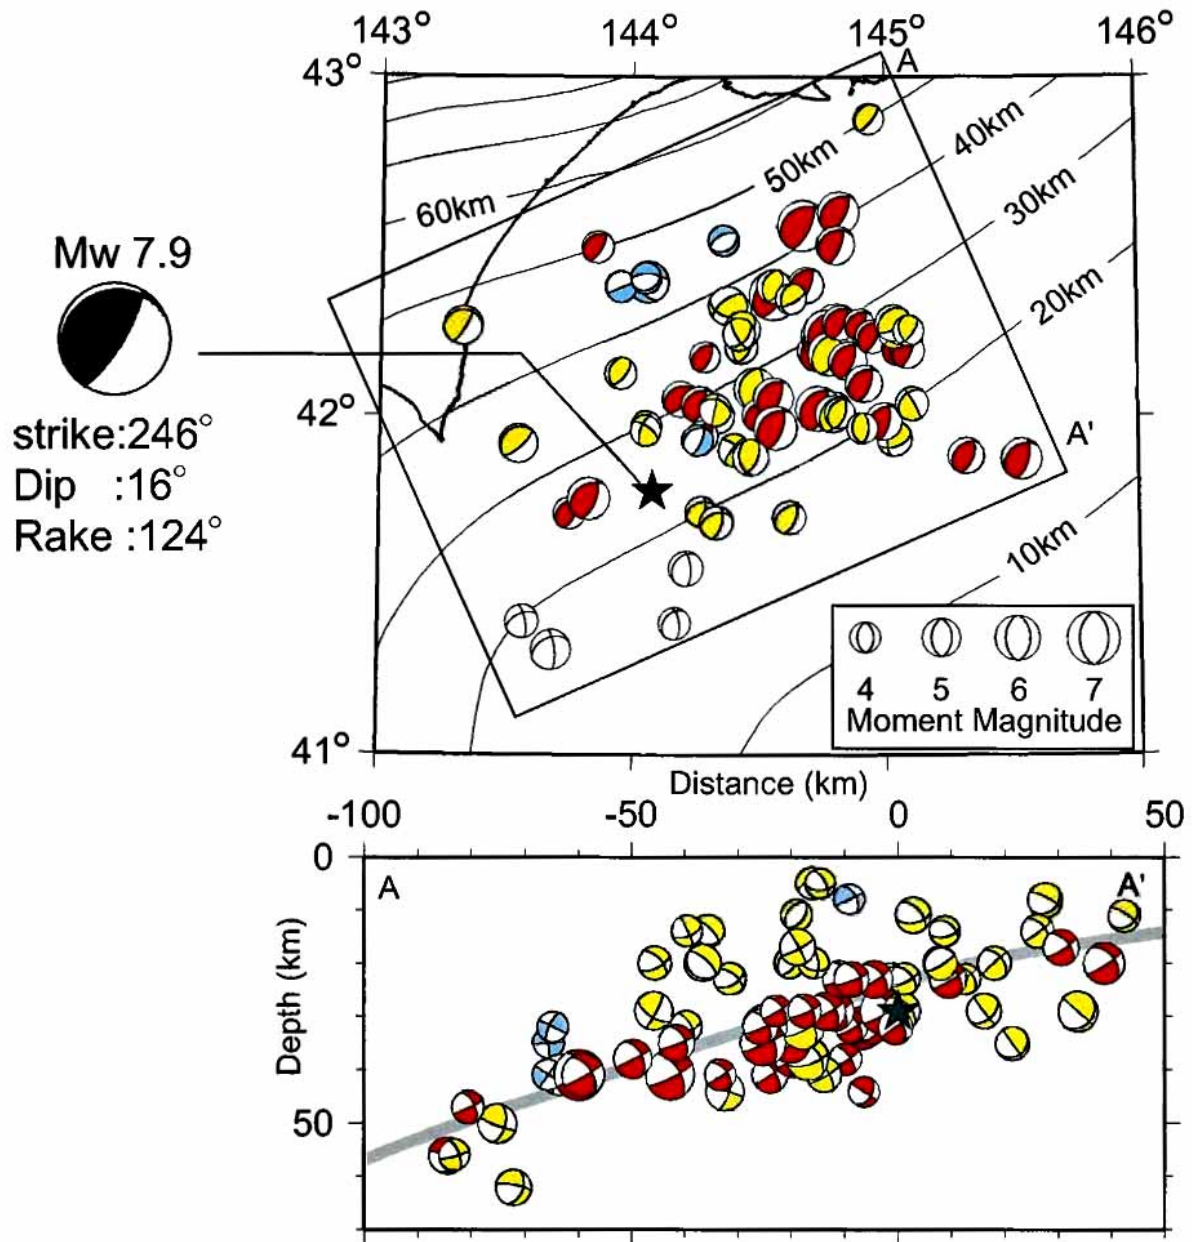 143° 144° 145° 146°
43°
A
40km
50km
30km
60km
Mw 7.9
20km
42°
A'
strike:246°
Dip :16°
Rake :124°
10km
4 5 6 7
Moment Magnitude
41°
Distance (km)
-100 -50 0 50
0
A A'
Depth (km)
50